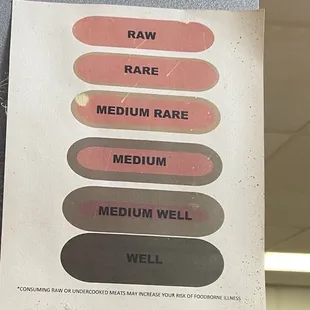 RAW
RARE
MEDIUM RARE
MEDIUM
MEDIUM WELL
WELL
*CONSUMING RAW OR UNDERCOOKED MEATS MAY INCREASE YOUR RISK OF FOODBORNE ILLNESS